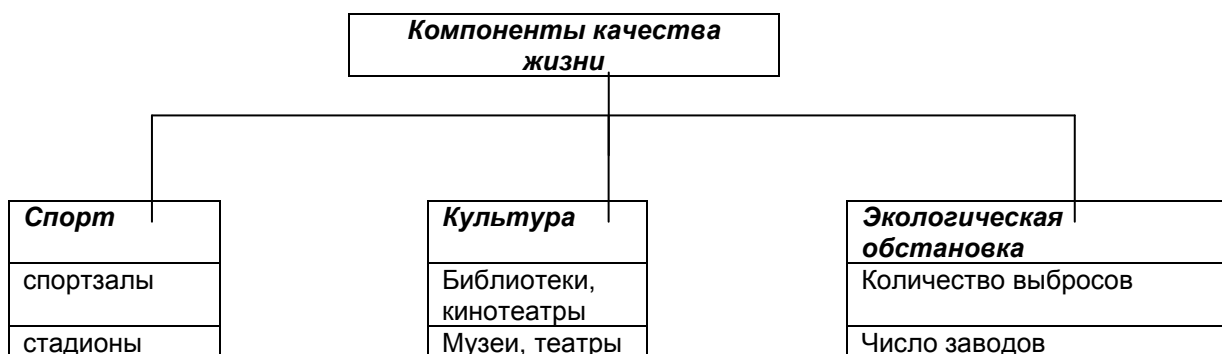 Компоненты качества
жизни
Спорт
Культура
Экологическая
обстановка
спортзалы
Библиотеки,
кинотеатры
Количество выбросов
стадионы
Музеи, театры
Число заводов